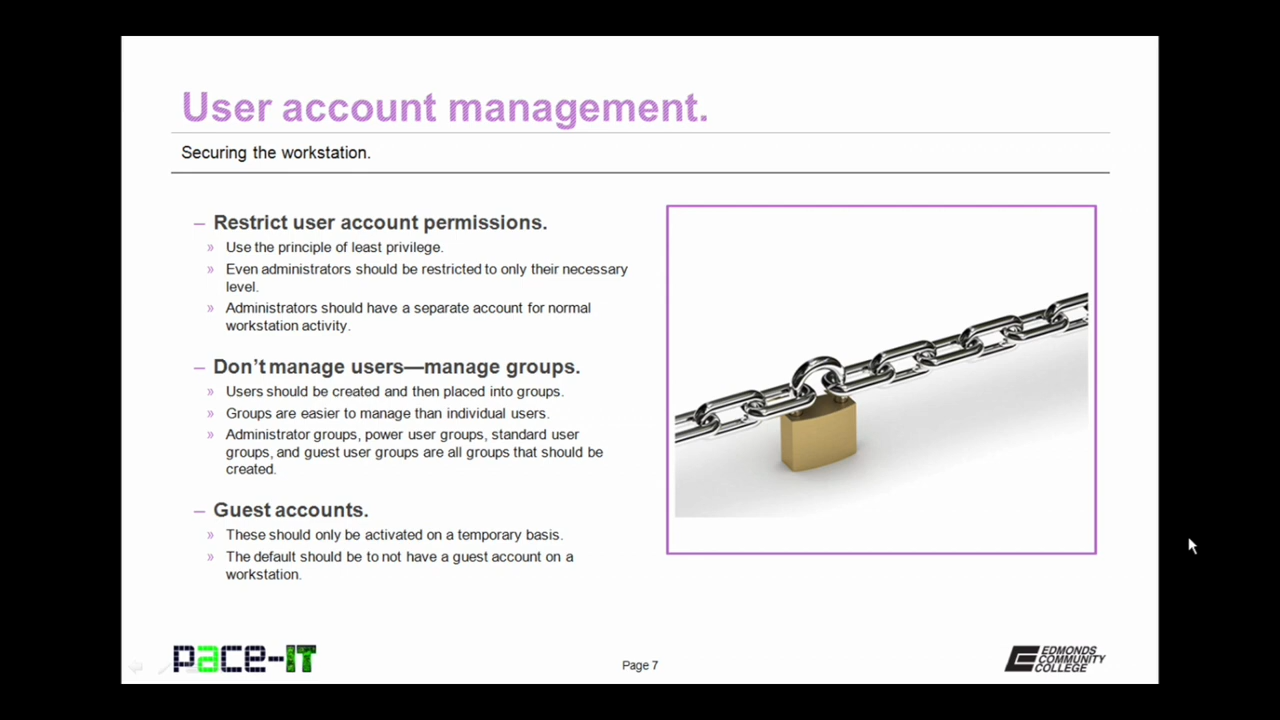 User account management.
Securing the workstation.
– Restrict user account permissions.
» Use the principle of least privilege.
» Even administrators should be restricted to only their necessary
level.
» Administrators should have a separate account for normal
workstation activity.
– Don’t manage users—manage groups.
» Users should be created and then placed into groups.
» Groups are easier to manage than individual users.
» Administrator groups, power user groups, standard user
groups, and guest user groups are all groups that should be
created.
– Guest accounts.
» These should only be activated on a temporary basis.
» The default should be to not have a guest account on a
workstation.
pace-IT
Page 7
EDMONDS
COMMUNITY
COLLEGE